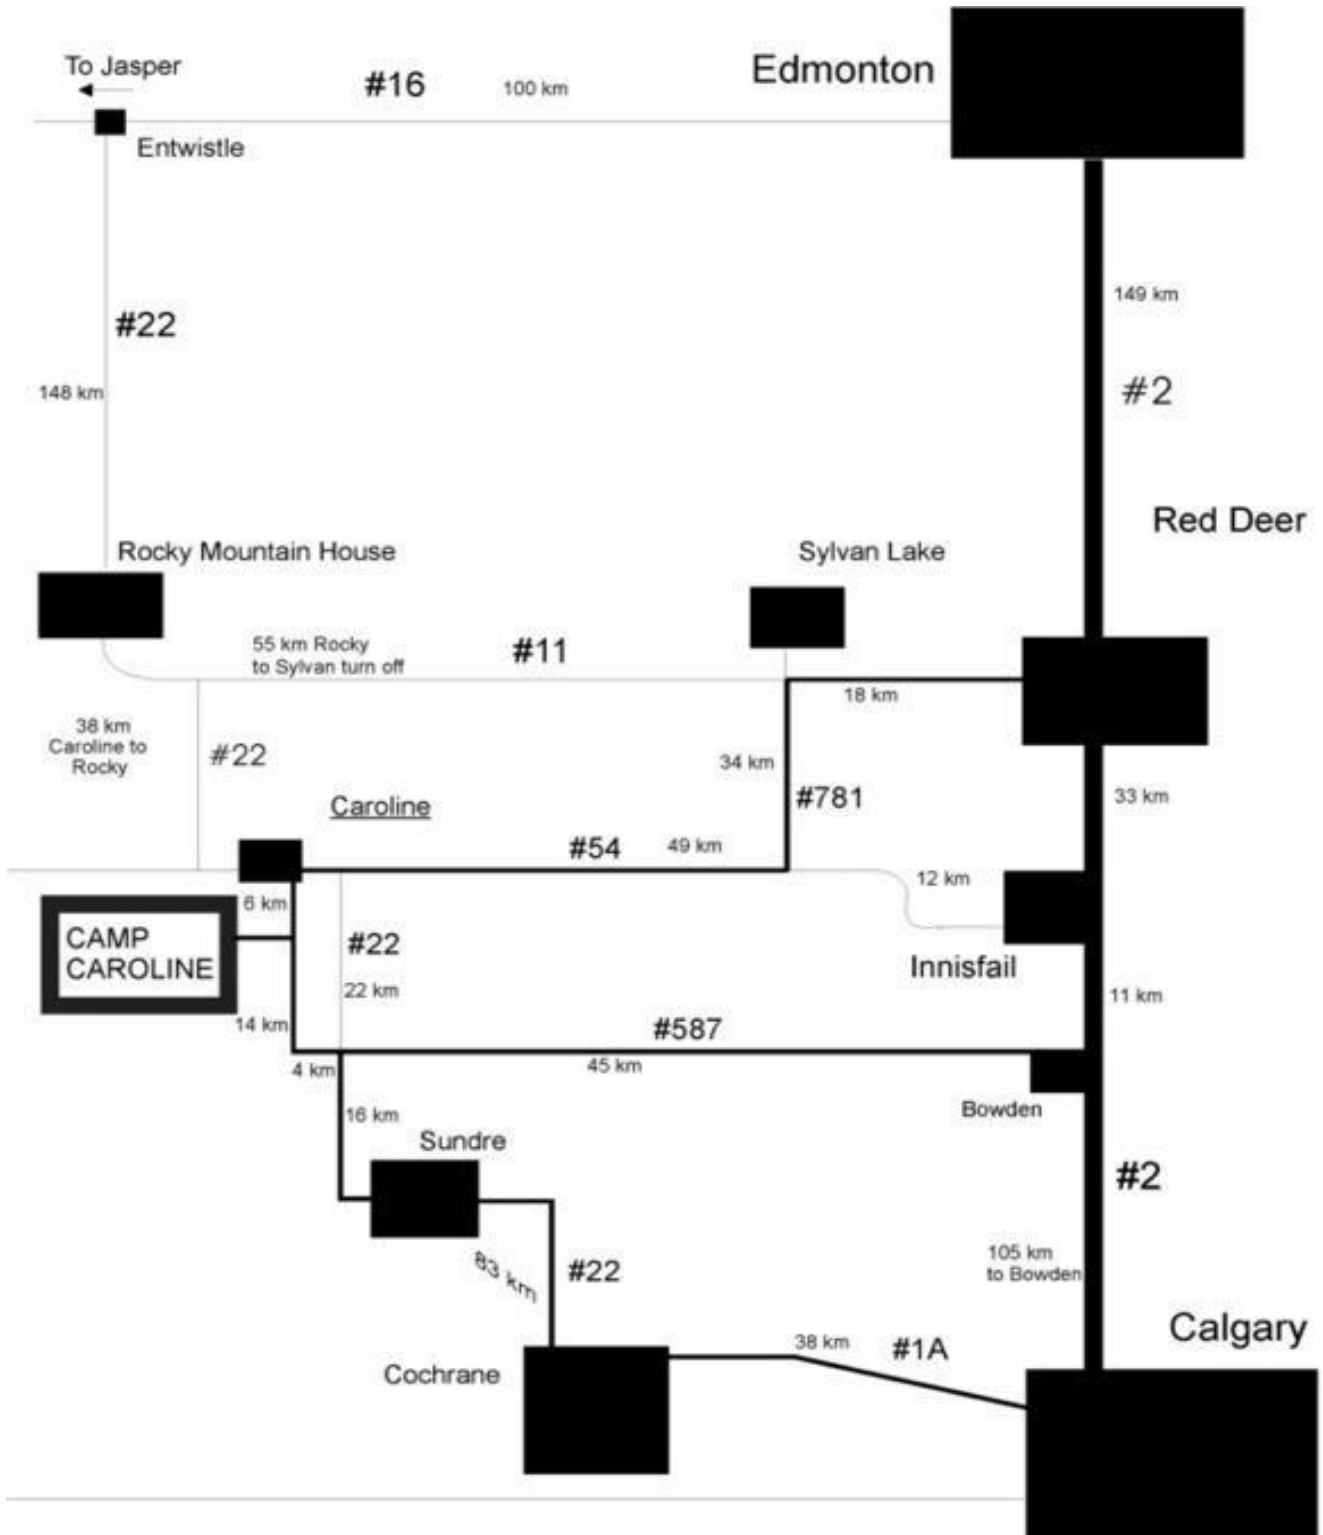 To Jasper
#16
100 km
Edmonton
Entwistle
149 km
#22
#2
148 km
Red Deer
Rocky Mountain House
Sylvan Lake
55 km Rocky
to Sylvan turn off
#11
18 km
38 km
Caroline to
Rocky
#22
34 km
#781
33 km
Caroline
#54
49 km
12 km
6 km
CAMP
CAROLINE
#22
22 km
Innisfail
11 km
14 km
#587
4 km
45 km
16 km
Bowden
Sundre
#2
83 km
#22
105 km
to Bowden
Calgary
38 km
#1A
Cochrane